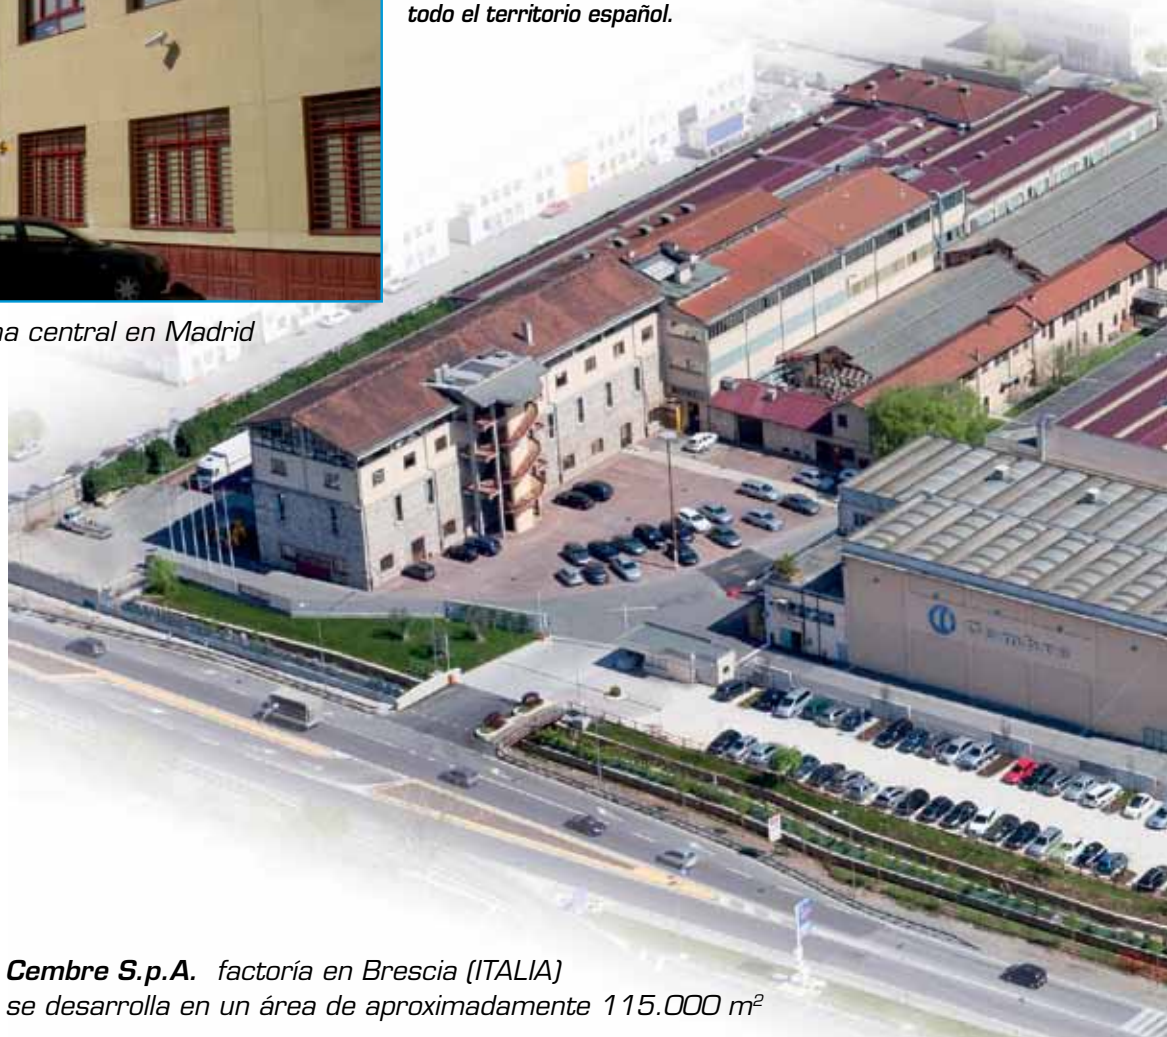 todo el territorio español.
na central en Madrid
Cembre
Cembre S.p.A. factoría en Brescia (ITALIA)
se desarrolla en un área de aproximadamente 115.000 m²